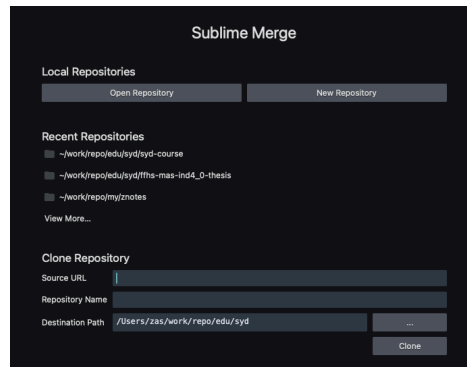 Sublime Merge
Local Repositories
Open Repository
New Repository
Recent Repositories
~/work/repo/edu/syd/syd-course
~/work/repo/edu/syd/ffhs-mas-ind4_0-thesis
~/work/repo/my/znotes
View More...
Clone Repository
Source URL
Repository Name
Destination Path /Users/zas/work/repo/edu/syd ...
Clone